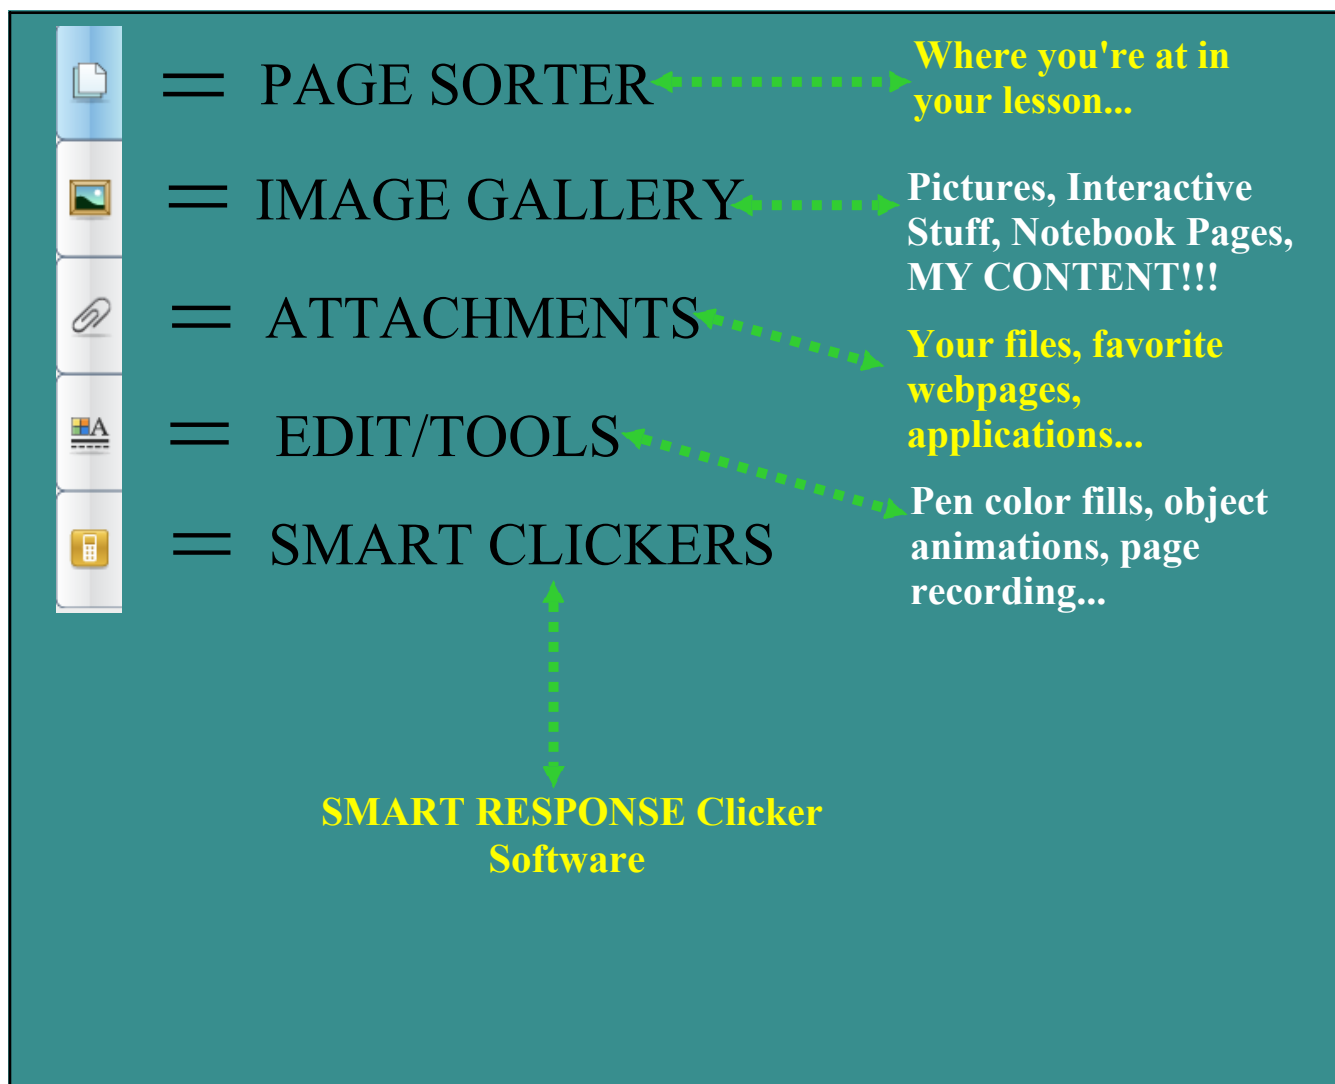 = PAGE SORTER
Where you're at in
your lesson...
= IMAGE GALLERY
Pictures, Interactive
Stuff, Notebook Pages,
MY CONTENT!!!
= ATTACHMENTS
Your files, favorite
webpages,
applications...
A
= EDIT/TOOLS
Pen color fills, object
animations, page
recording...
= SMART CLICKERS
SMART RESPONSE Clicker
Software